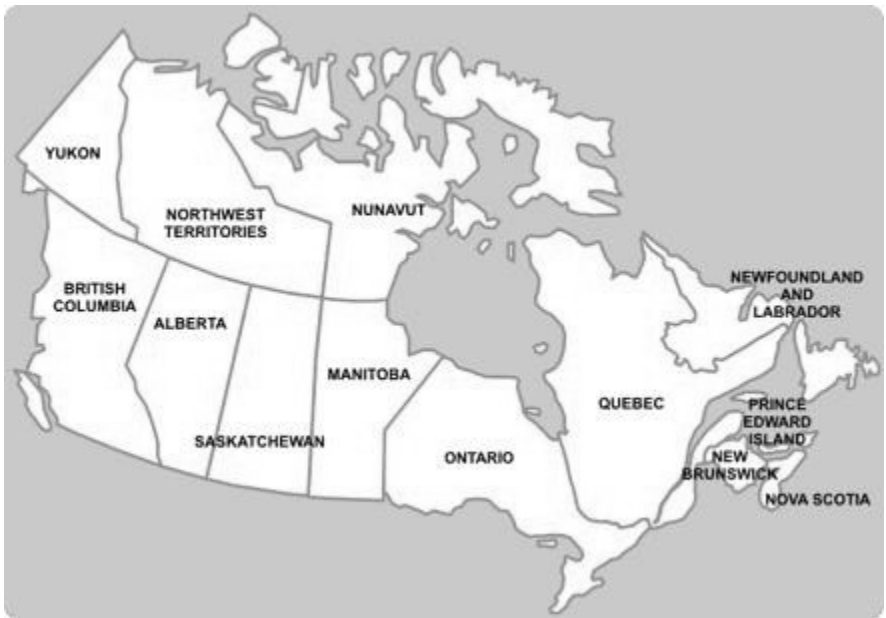 YUKON
NORTHWEST
TERRITORIES
NUNAVUT
BRITISH
COLUMBIA
ALBERTA
SASKATCHEWAN
MANITOBA
ONTARIO
QUEBEC
NEWFOUNDLAND
AND
LABRADOR
PRINCE
EDWARD
ISLAND
NEW
BRUNSWICK
NOVA SCOTIA